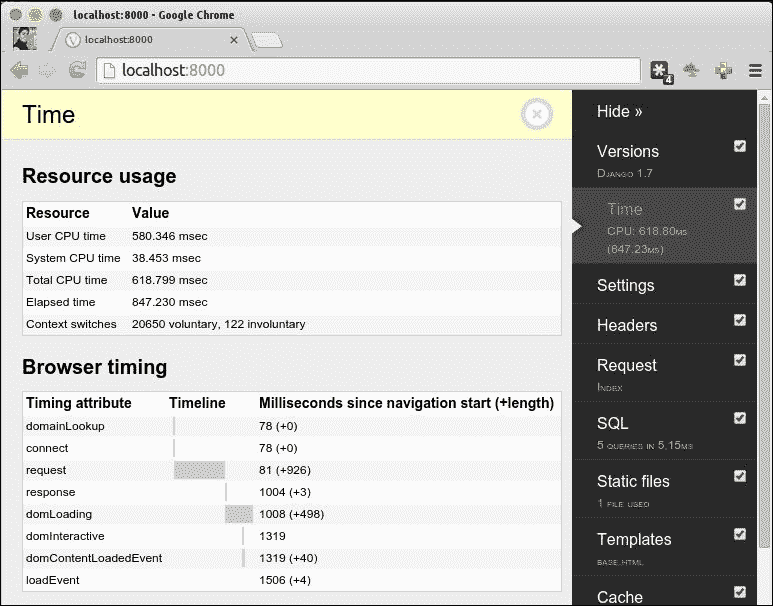 localhost:8000 - Google Chrome
localhost:8000
localhost:8000
4
Time
Resource usage
Resource Value
User CPU time 580.346 msec
System CPU time 38.453 msec
Total CPU time 618.799 msec
Elapsed time 847.230 msec
Context switches 20650 voluntary, 122 involuntary
Browser timing
Timing attribute Timeline Milliseconds since navigation start (+length)
domainLookup 78 (+0)
connect 78 (+0)
request 81 (+926)
response 1004 (+3)
domLoading 1008 (+498)
domInteractive 1319
domContentLoadedEvent 1319 (+40)
loadEvent 1506 (+4)
Hide »
Versions
Django 1.7
Time
CPU: 618.80ms
(847.23ms)
Settings
Headers
Request
Index
SQL
5 queries in 5.15ms
Static files
1 file used
Templates
base.html
Cache